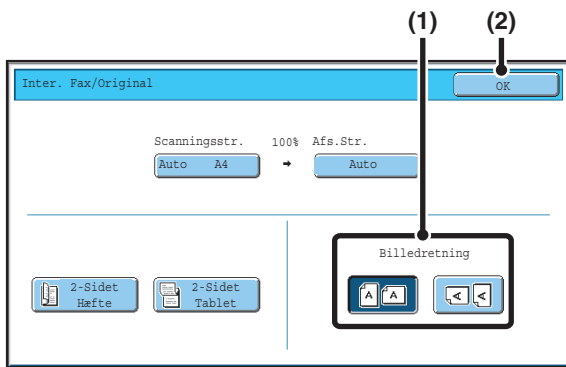 (1) (2)
Inter. Fax/Original
OK
Scanningsstr. 100% Afs.Str.
Auto A4 → Auto
Billedretning
2-Sidet
Hæfte
2-Sidet
Tablet
A A A A